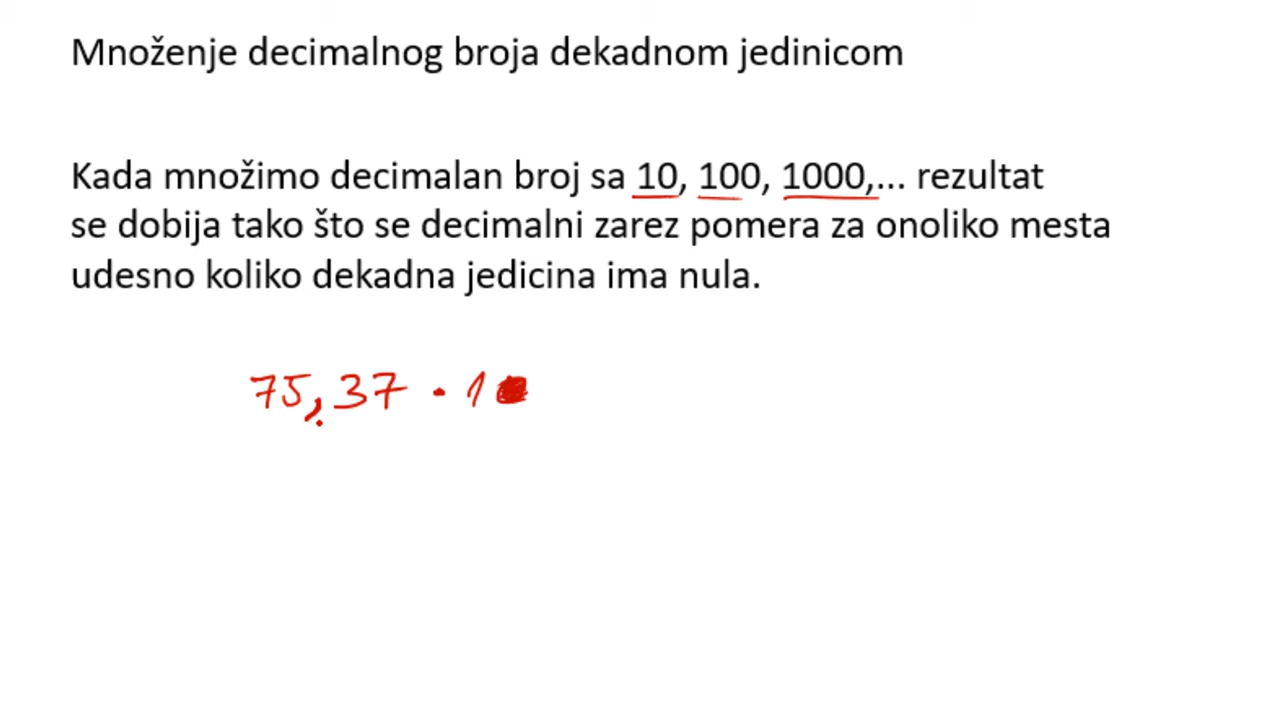 Množenje decimalnog broja dekadnom jedinicom
Kada množimo decimalan broj sa 10, 100, 1000,... rezultat
se dobija tako što se decimalni zarez pomera za onoliko mesta
udesno koliko dekadna jedicina ima nula.
75,37 · 1